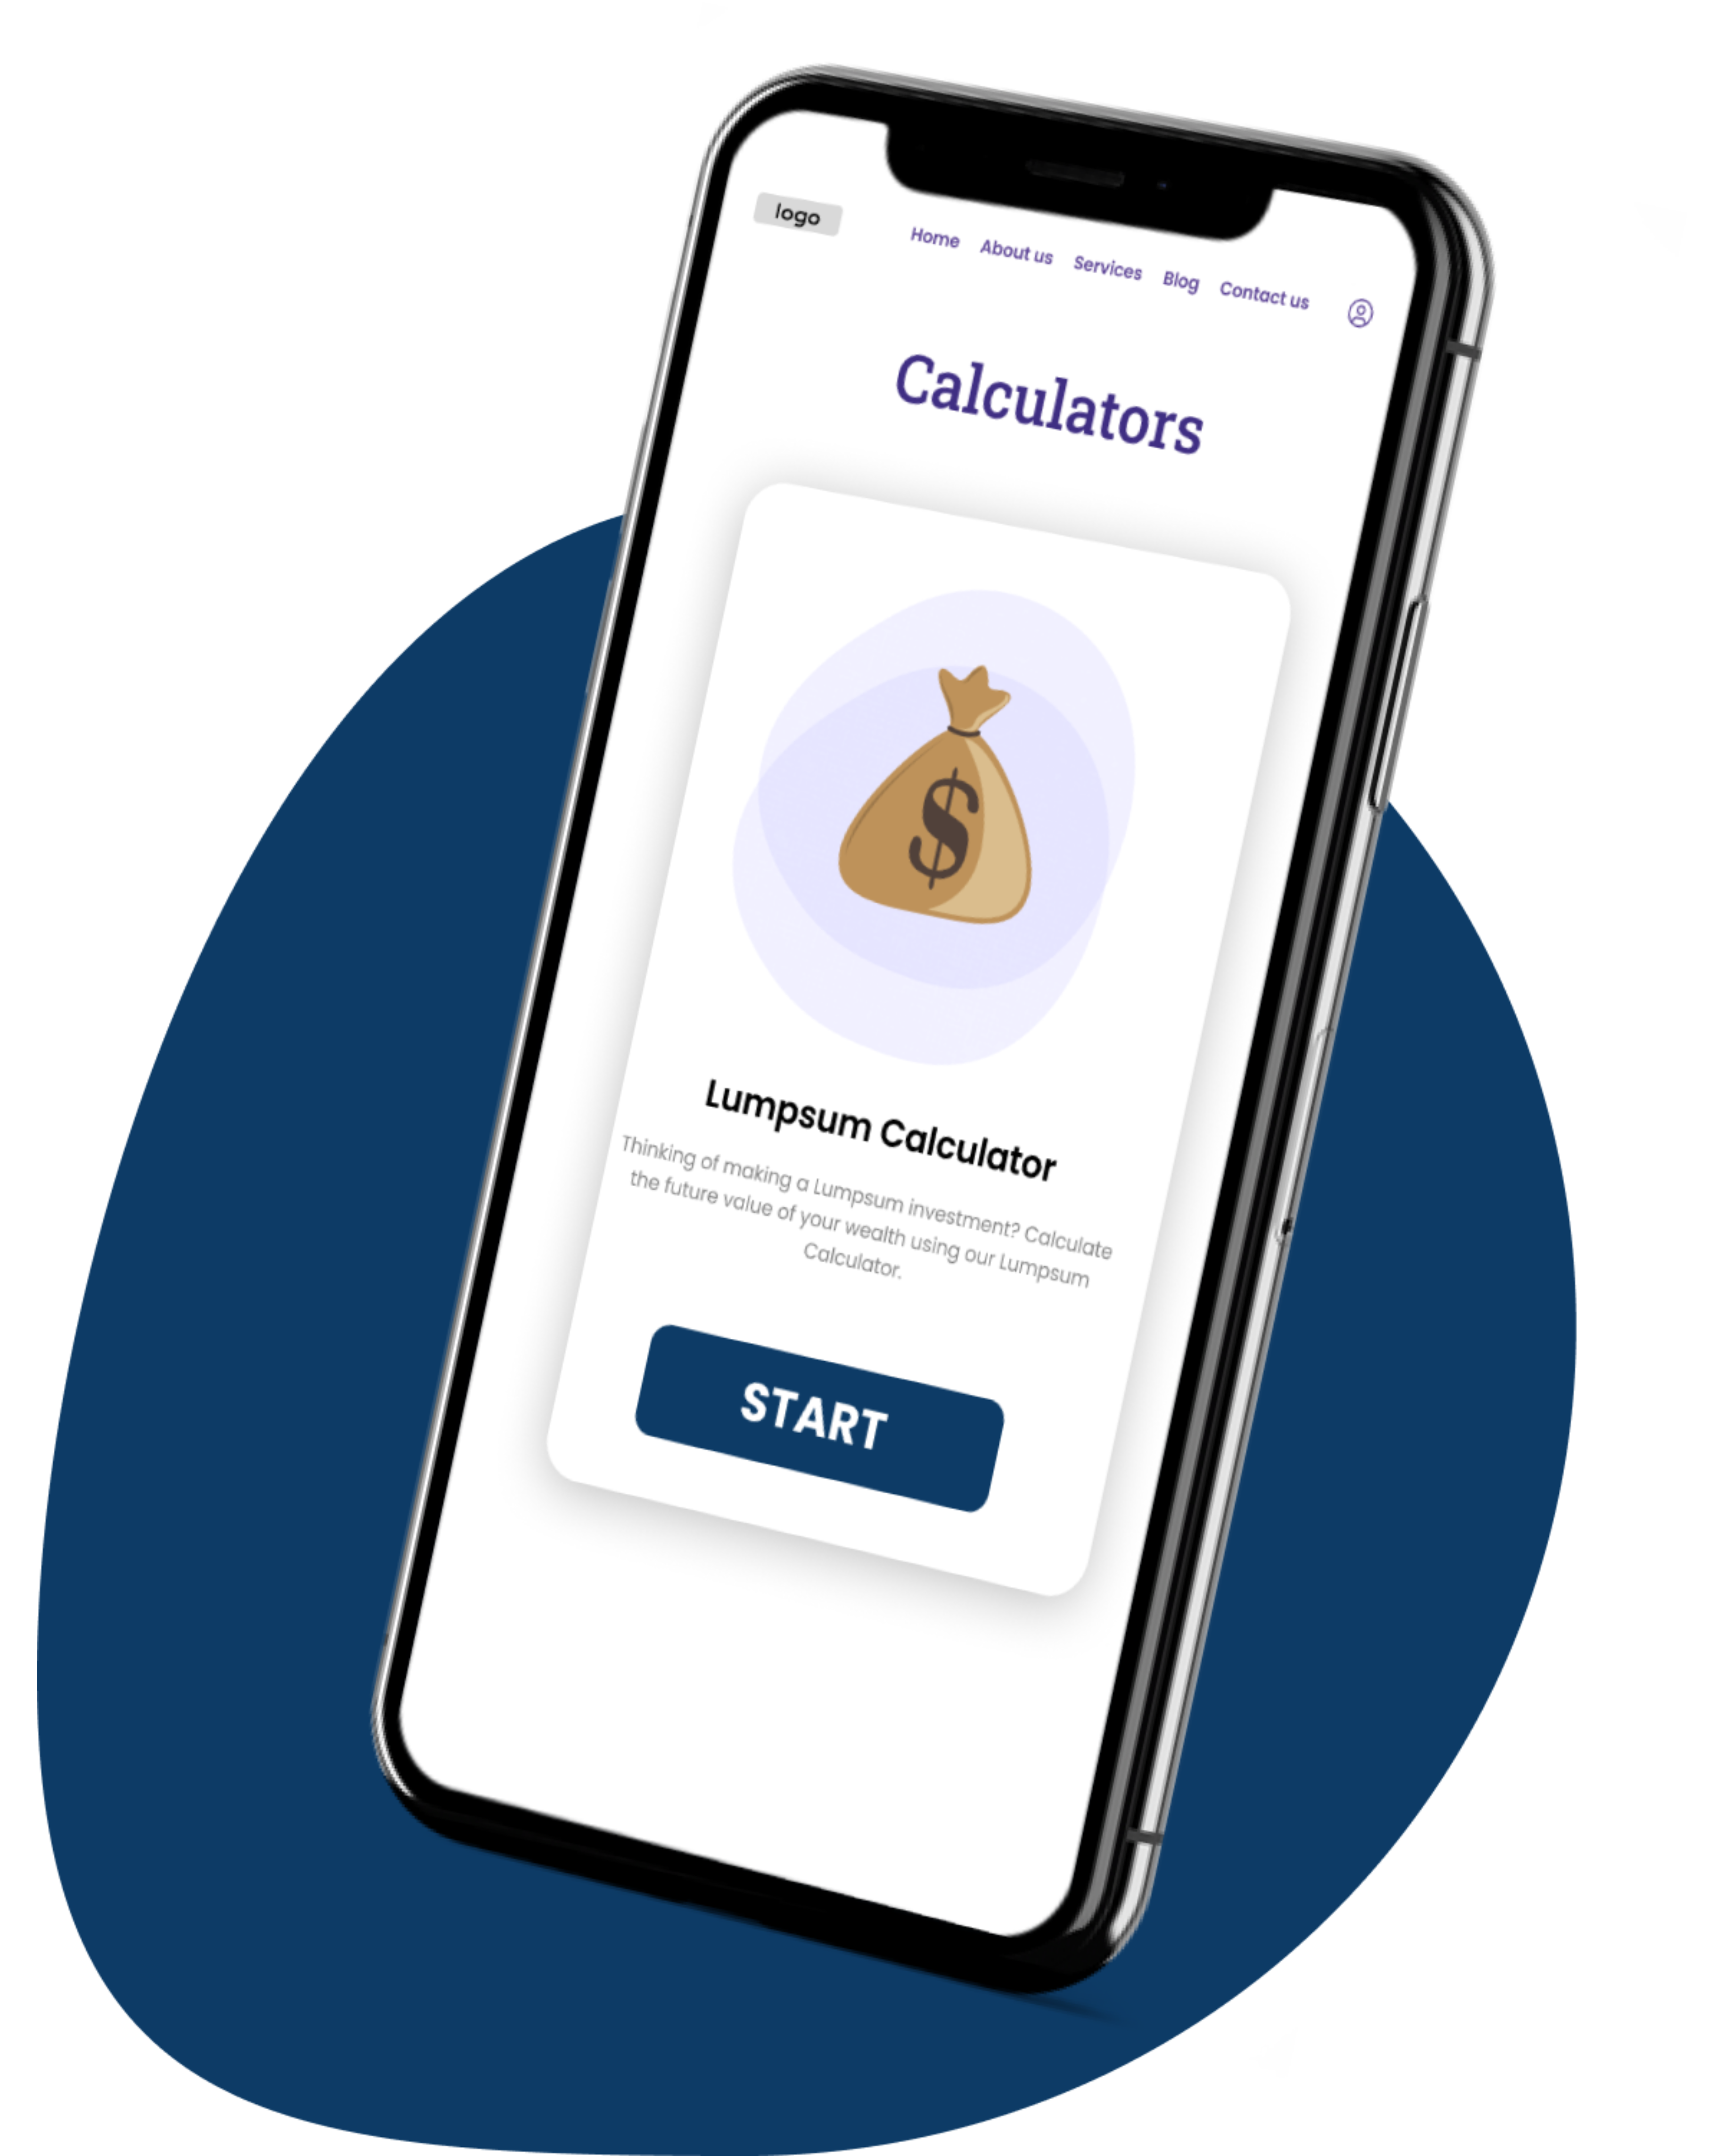 logo
Home About us Services Blog Contact us
Calculators
$
Lumpsum Calculator
Thinking of making a Lumpsum investment? Calculate
the future value of your wealth using our Lumpsum
Calculator.
START